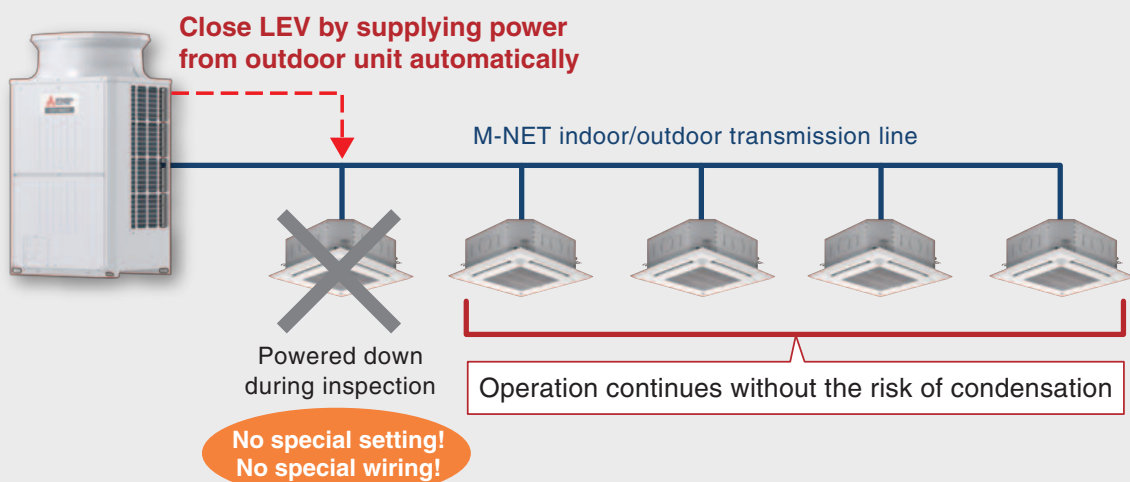 Close LEV by supplying power
from outdoor unit automatically
M-NET indoor/outdoor transmission line
Powered down
during inspection
Operation continues without the risk of condensation
No special setting!
No special wiring!